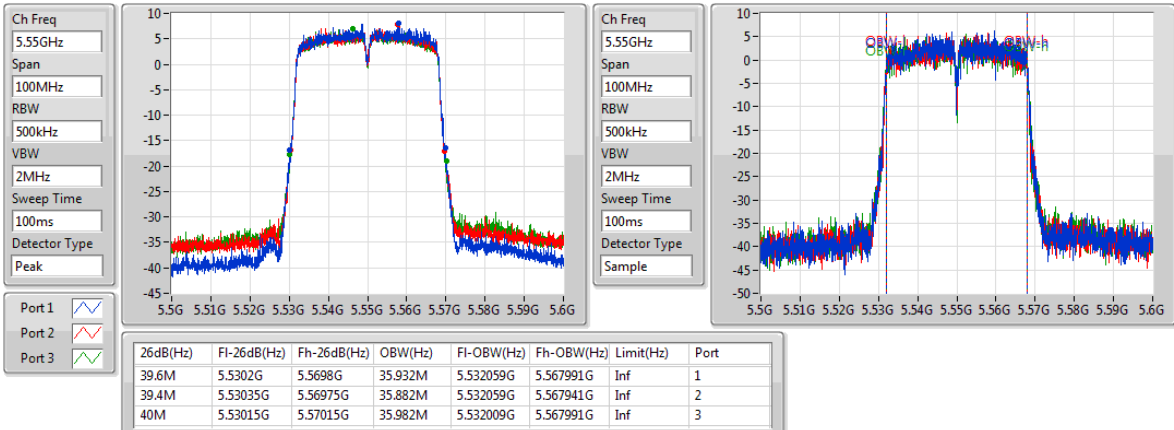 Ch Freq
5.55GHz
Span
100MHz
RBW
500kHz
VBW
2MHz
Sweep Time
100ms
Detector Type
Peak
Port 1
Port 2
Port 3
10-
5-
0-
-5-
-10-
-15-
-20-
-25-
-30-
-35-
-40-
-45-
5.5G 5.51G 5.52G 5.53G 5.54G 5.55G 5.56G 5.57G 5.58G 5.59G 5.6G
Ch Freq
5.55GHz
Span
100MHz
RBW
500kHz
VBW
2MHz
Sweep Time
100ms
Detector Type
Sample
10-
5-
0-
-5-
-10-
-15-
-20-
-25-
-30-
-35-
-40-
-45-
-50-
5.5G 5.51G 5.52G 5.53G 5.54G 5.55G 5.56G 5.57G 5.58G 5.59G 5.6G
26dB(Hz) Fl-26dB(Hz) Fh-26dB(Hz) OBW(Hz) Fl-OBW(Hz) Fh-OBW(Hz) Limit(Hz) Port
39.6M 5.5302G 5.5698G 35.932M 5.532059G 5.567991G Inf 1
39.4M 5.53035G 5.56975G 35.882M 5.532059G 5.567941G Inf 2
40M 5.53015G 5.57015G 35.982M 5.532009G 5.567991G Inf 3